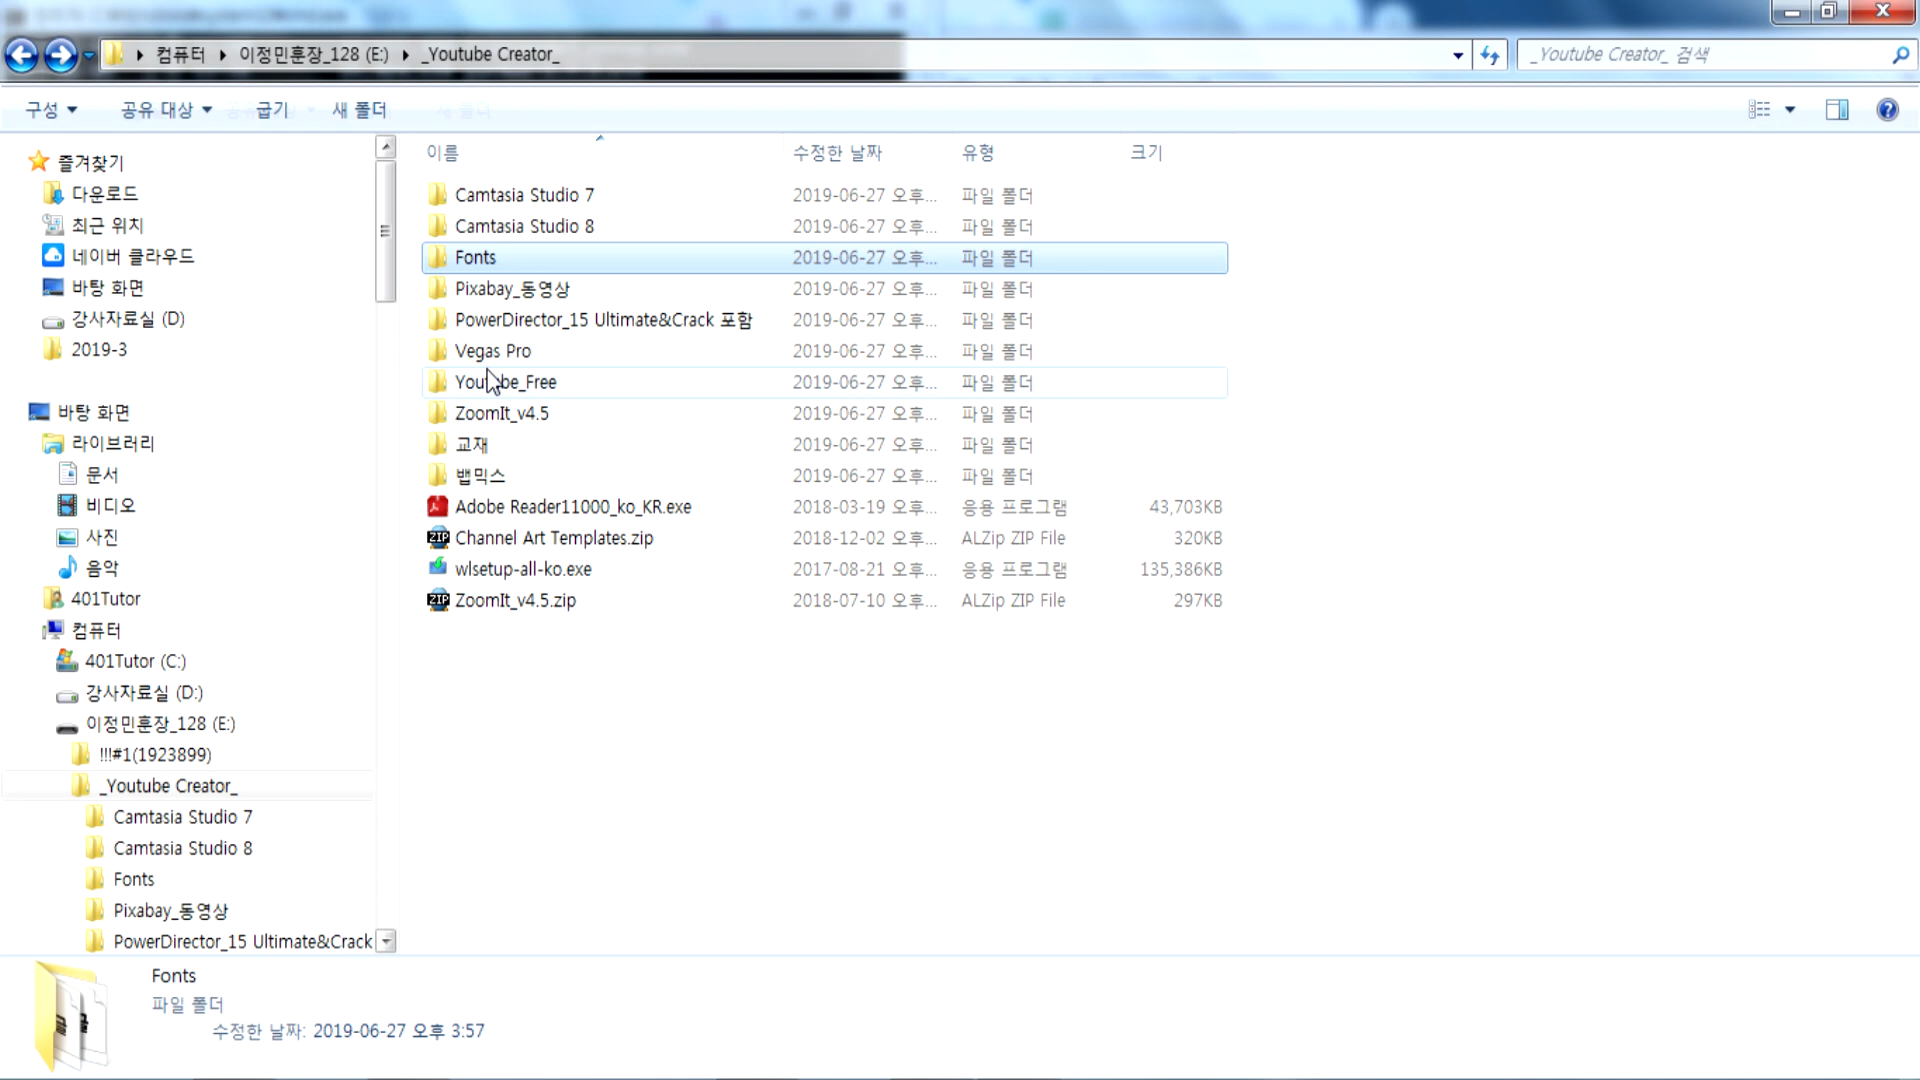 컴퓨터 이정민훈장_128 (E:) _Youtube Creator_
_Youtube Creator_ 검색
구성 공유 대상 굽기 새 폴더
즐겨찾기
다운로드
최근 위치
네이버 클라우드
바탕 화면
강사자료실 (D)
2019-3
바탕 화면
라이브러리
문서
비디오
사진
음악
401Tutor
컴퓨터
401Tutor (C:)
강사자료실 (D:)
이정민훈장_128 (E:)
!!!#1(1923899)
_Youtube Creator_
Camtasia Studio 7
Camtasia Studio 8
Fonts
Pixabay_동영상
PowerDirector_15 Ultimate&Crack
이름 수정한 날짜 유형 크기
Camtasia Studio 7 2019-06-27 오후... 파일 폴더
Camtasia Studio 8 2019-06-27 오후... 파일 폴더
Fonts 2019-06-27 오후... 파일 폴더
Pixabay_동영상 2019-06-27 오후... 파일 폴더
PowerDirector_15 Ultimate&Crack 포함 2019-06-27 오후... 파일 폴더
Vegas Pro 2019-06-27 오후... 파일 폴더
Youtube_Free 2019-06-27 오후... 파일 폴더
ZoomIt_v4.5 2019-06-27 오후... 파일 폴더
교재 2019-06-27 오후... 파일 폴더
뱁믹스 2019-06-27 오후... 파일 폴더
Adobe Reader11000_ko_KR.exe 2018-03-19 오후... 응용 프로그램 43,703KB
Channel Art Templates.zip 2018-12-02 오후... ALZip ZIP File 320KB
wlsetup-all-ko.exe 2017-08-21 오후... 응용 프로그램 135,386KB
ZoomIt_v4.5.zip 2018-07-10 오후... ALZip ZIP File 297KB
Fonts
파일 폴더
수정한 날짜: 2019-06-27 오후 3:57